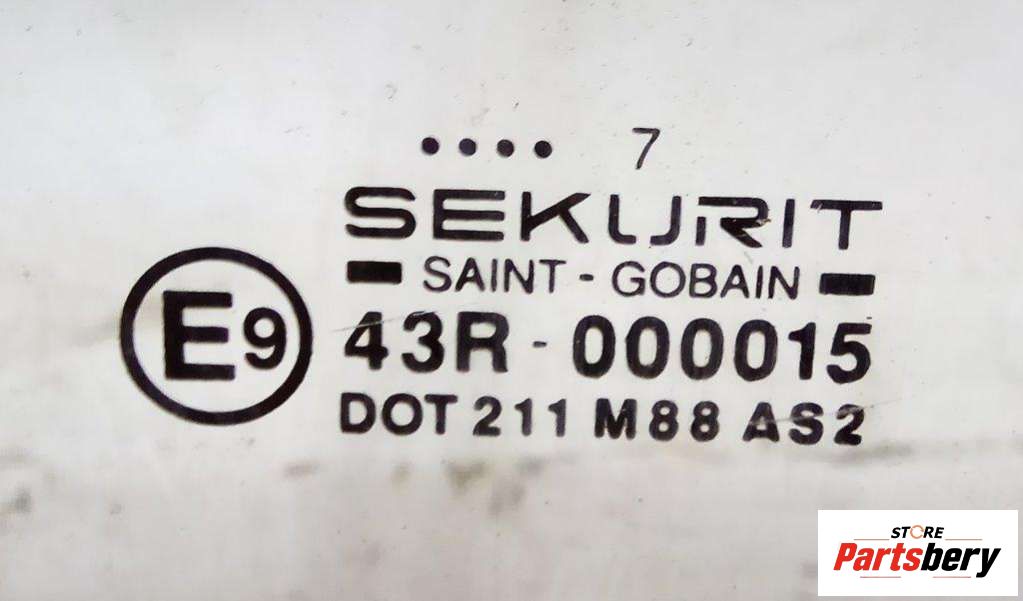 .... 7
SEKURIT
SAINT - GOBAIN
E9
43R - 000015
DOT 211 M88 AS2
STORE
Partsbery